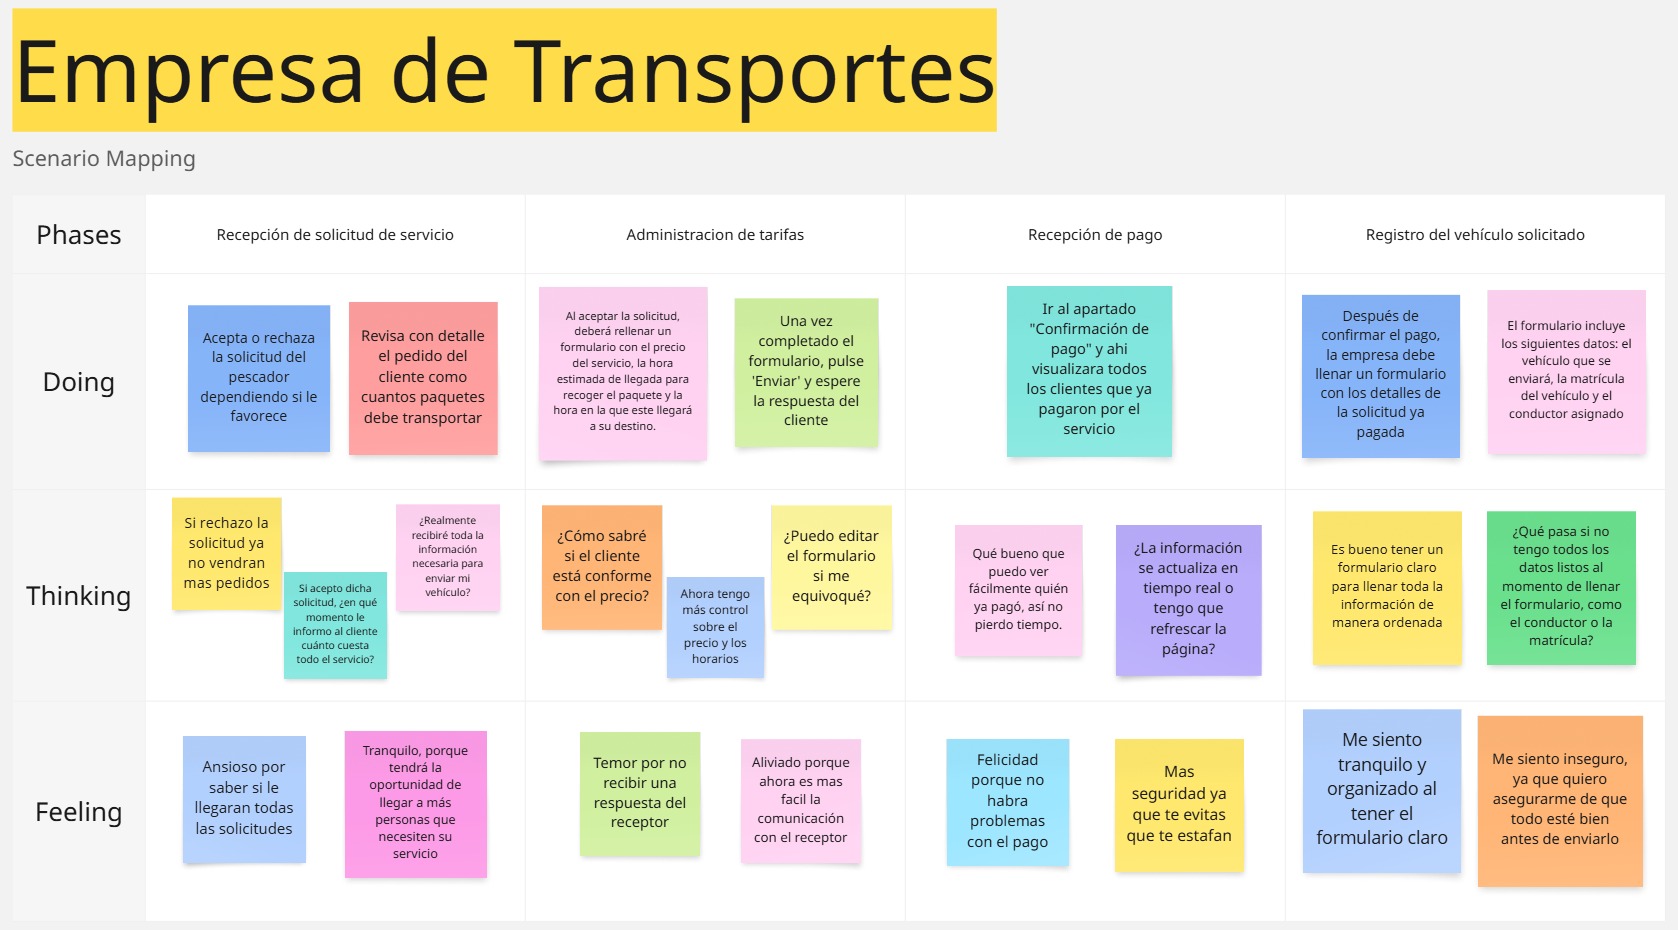 Empresa de Transportes
Scenario Mapping
Phases
Recepción de solicitud de servicio
Administracion de tarifas
Recepción de pago
Registro del vehículo solicitado
Doing
Acepta o rechaza
la solicitud del
pescador
dependiendo si le
favorece
Revisa con detalle
el pedido del
cliente como
cuantos paquetes
debe transportar
Al aceptar la solicitud,
deberá rellenar un
formulario con el precio
del servicio, la hora
estimada de llegada para
recoger el paquete y la
hora en la que este llegará
a su destino.
Una vez
completado el
formulario, pulse
'Enviar' y espere
la respuesta del
cliente
Ir al apartado
"Confirmación de
pago" y ahi
visualizara todos
los clientes que ya
pagaron por el
servicio
Después de
confirmar el pago,
la empresa debe
llenar un formulario
con los detalles de
la solicitud ya
pagada
El formulario incluye
los siguientes datos: el
vehículo que se
enviará, la matrícula
del vehículo y el
conductor asignado
Thinking
Si rechazo la
solicitud ya
no vendran
mas pedidos
Si acepto dicha
solicitud, ¿en qué
momento le
informo al cliente
cuánto cuesta
todo el servicio?
¿Realmente
recibiré toda la
información
necesaria para
enviar mi
vehículo?
¿Cómo sabré
si el cliente
está conforme
con el precio?
Ahora tengo
más control
sobre el
precio y los
horarios
¿Puedo editar
el formulario
si me
equivoqué?
Qué bueno que
puedo ver
fácilmente quién
ya pagó, así no
pierdo tiempo.
¿La información
se actualiza en
tiempo real o
tengo que
refrescar la
página?
Es bueno tener un
formulario claro
para llenar toda la
información de
manera ordenada
¿Qué pasa si no
tengo todos los
datos listos al
momento de llenar
el formulario, como
el conductor o la
matrícula?
Feeling
Ansioso por
saber si le
llegaran todas
las solicitudes
Tranquilo, porque
tendrá la
oportunidad de
llegar a más
personas que
necesiten su
servicio
Temor por no
recibir una
respuesta del
receptor
Aliviado porque
ahora es mas
facil la
comunicación
con el receptor
Felicidad
porque no
habra
problemas
con el pago
Mas
seguridad ya
que te evitas
que te estafan
Me siento
tranquilo y
organizado al
tener el
formulario claro
Me siento inseguro,
ya que quiero
asegurarme de que
todo esté bien
antes de enviarlo